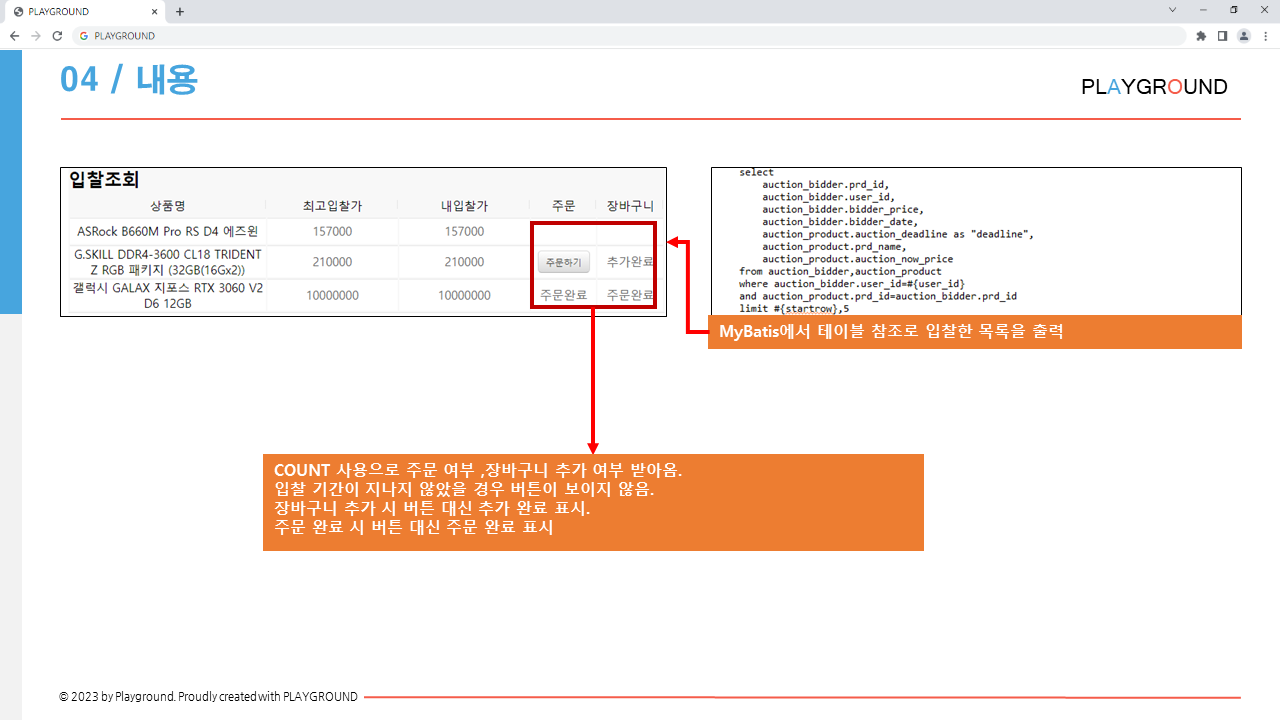 PLAYGROUND
PLAYGROUND
04 / 내용
PLAYGROUND
입찰조회
상품명 최고입찰가 내입찰가 주문 장바구니
ASRock B660M Pro RS D4 에즈윈 157000 157000
G.SKILL DDR4-3600 CL18 TRIDENT
Z RGB 패키지 (32GB(16Gx2)) 210000 210000 주문하기 추가완료
갤럭시 GALAX 지포스 RTX 3060 V2
D6 12GB 10000000 10000000 주문완료 주문완료
select
auction_bidder.prd_id,
auction_bidder.user_id,
auction_bidder.bidder_price,
auction_bidder.bidder_date,
auction_product.auction_deadline as "deadline",
auction_product.prd_name,
auction_product.auction_now_price
from auction_bidder,auction_product
where auction_bidder.user_id=#{user_id}
and auction_product.prd_id=auction_bidder.prd_id
limit #{startrow},5
MyBatis에서 테이블 참조로 입찰한 목록을 출력
COUNT 사용으로 주문 여부 ,장바구니 추가 여부 받아옴.
입찰 기간이 지나지 않았을 경우 버튼이 보이지 않음.
장바구니 추가 시 버튼 대신 추가 완료 표시.
주문 완료 시 버튼 대신 주문 완료 표시
© 2023 by Playground. Proudly created with PLAYGROUND